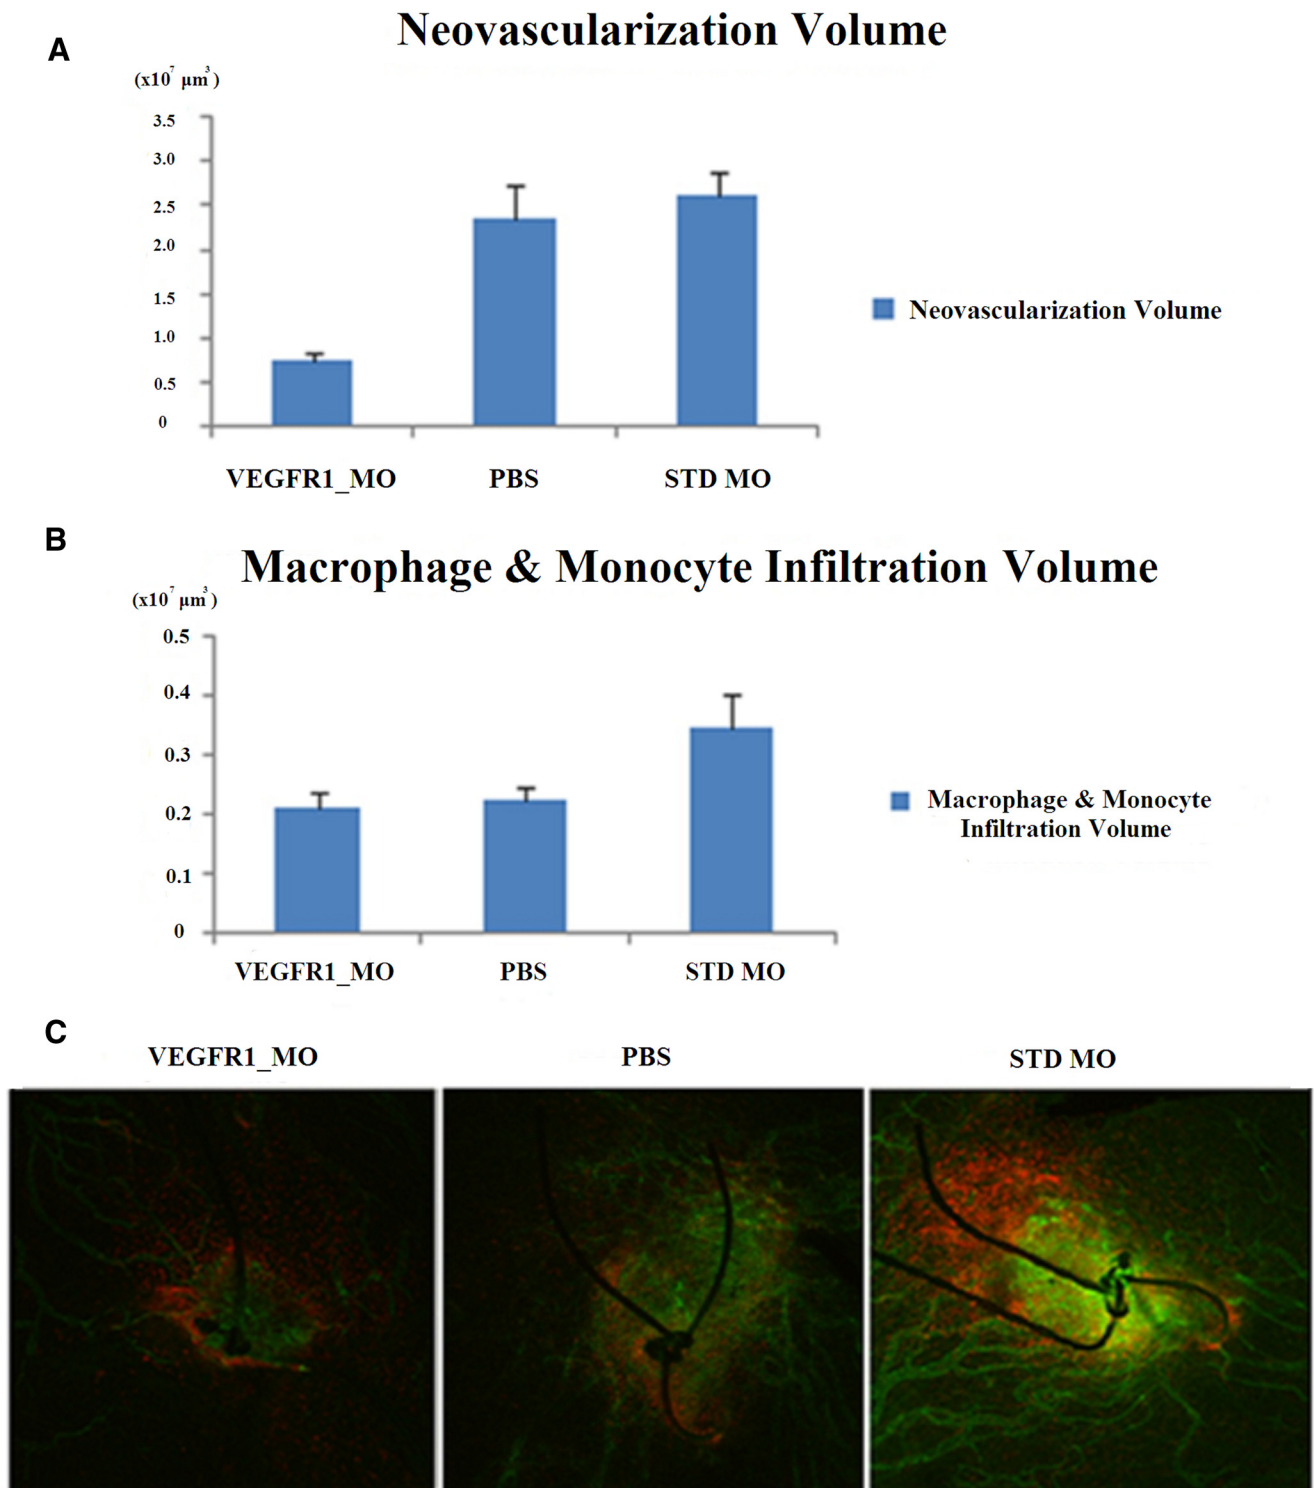 A
Neovascularization Volume
(x10⁷ μm³)
3.5
3.0
2.5
2.0
1.5
1.0
0.5
0
VEGFR1_MO PBS STD MO
Neovascularization Volume
B
Macrophage & Monocyte Infiltration Volume
(x10⁷ μm³)
0.5
0.4
0.3
0.2
0.1
0
VEGFR1_MO PBS STD MO
Macrophage & Monocyte
Infiltration Volume
C
VEGFR1_MO PBS STD MO